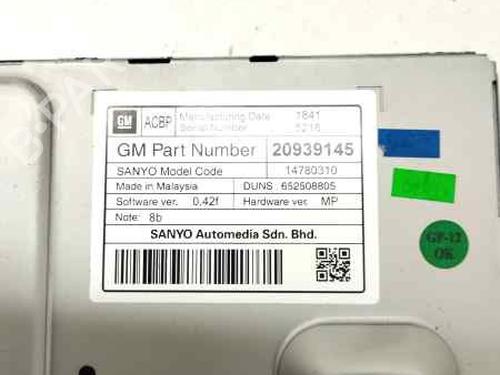 GM ACBP Manufacturing Date 1841
Serial Number 5216
GM Part Number 20939145
SANYO Model Code 14780310
Made in Malaysia DUNS: 652508805
Software ver. 0.42f Hardware ver. MP
Note: 8b
SANYO Automedia Sdn. Bhd.
GP-12
OK